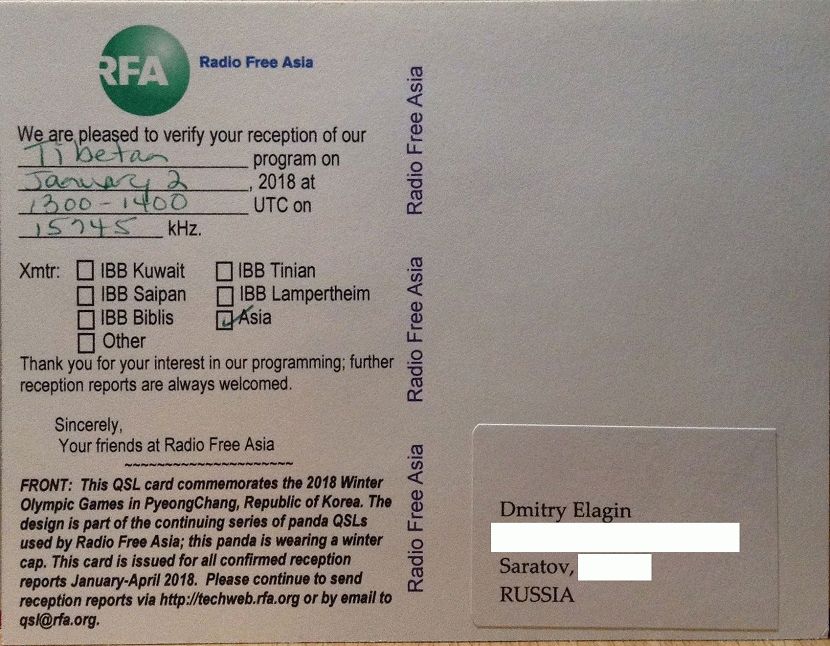 RFA Radio Free Asia
We are pleased to verify your reception of our
Tibetan program on
January 2, 2018 at
1300-1400 UTC on
15745 kHz.
Xmtr: IBB Kuwait IBB Tinian
IBB Saipan IBB Lampertheim
IBB Biblis Asia
Other
Thank you for your interest in our programming; further
reception reports are always welcomed.
Sincerely,
Your friends at Radio Free Asia
~~~~~~~~~~~~~~~~~~~~~
FRONT: This QSL card commemorates the 2018 Winter
Olympic Games in PyeongChang, Republic of Korea. The
design is part of the continuing series of panda QSLs
used by Radio Free Asia; this panda is wearing a winter
cap. This card is issued for all confirmed reception
reports January-April 2018. Please continue to send
reception reports via http://techweb.rfa.org or by email to
qsl@rfa.org.
Radio Free Asia
Radio Free Asia
Radio Free Asia
Dmitry Elagin
Saratov,
RUSSIA